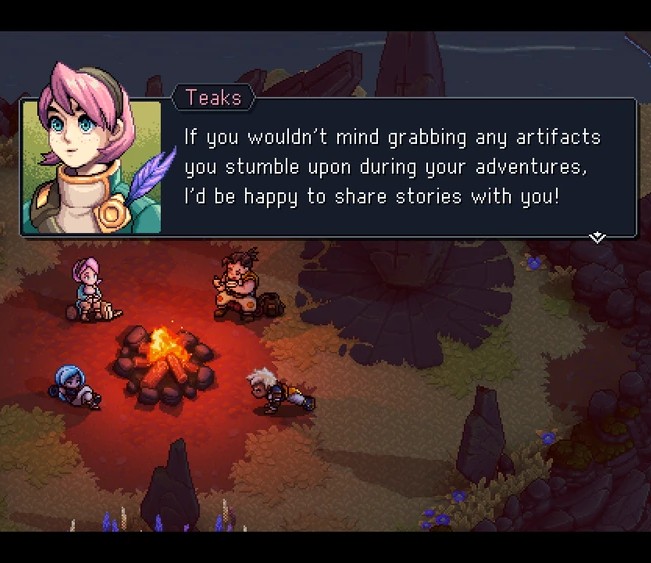 Teaks
If you wouldn't mind grabbing any artifacts
you stumble upon during your adventures,
I'd be happy to share stories with you!